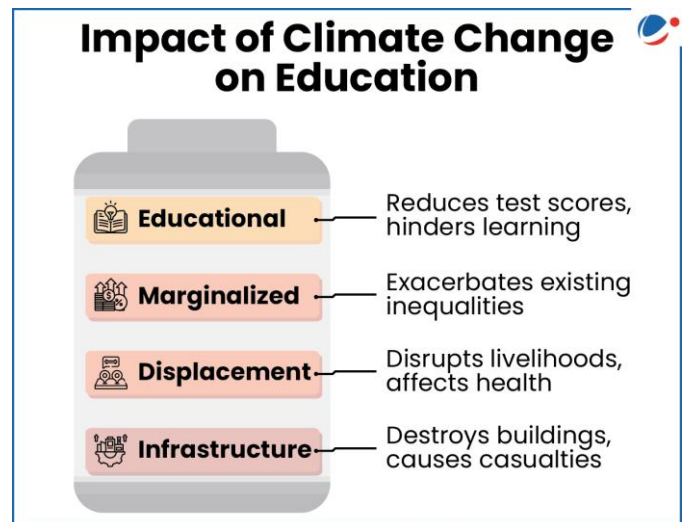 Impact of Climate Change
on Education
Educational
Reduces test scores,
hinders learning
Marginalized
Exacerbates existing
inequalities
Displacement
Disrupts livelihoods,
affects health
Infrastructure
Destroys buildings,
causes casualties